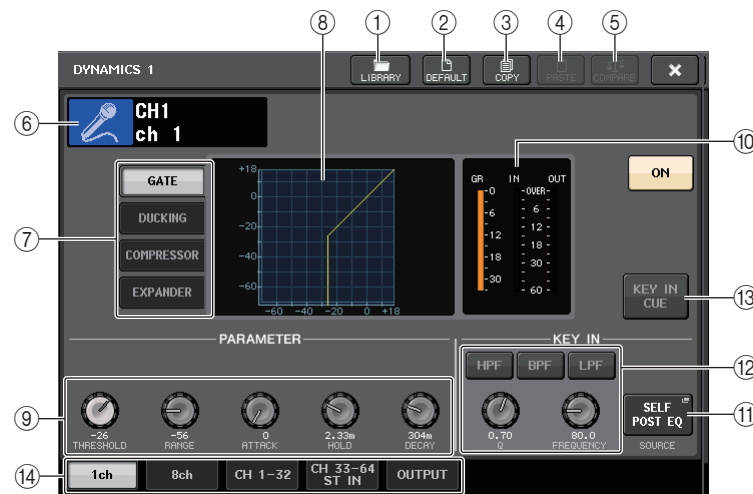 ⑧ ① ② ③ ④ ⑤
DYNAMICS 1
LIBRARY DEFAULT COPY PASTE COMPARE ×
⑥
CH1
ch 1
⑩
⑦
GATE
DUCKING
COMPRESSOR
EXPANDER
+18
0
-20
-40
-60
-60 -40 -20 0 +18
GR IN OUT
0
-6
-12
-18
-30
OVER
6
12
18
30
60
ON
KEY IN
CUE
⑬
PARAMETER
KEY IN
HPF BPF LPF
⑫
⑨
-26 -56 0 2.33m 304m
THRESHOLD RANGE ATTACK HOLD DECAY
0.70 80.0
Q FREQUENCY
SELF
POST EQ
SOURCE
⑪
⑭
1ch 8ch CH 1-32 CH 33-64
ST IN OUTPUT